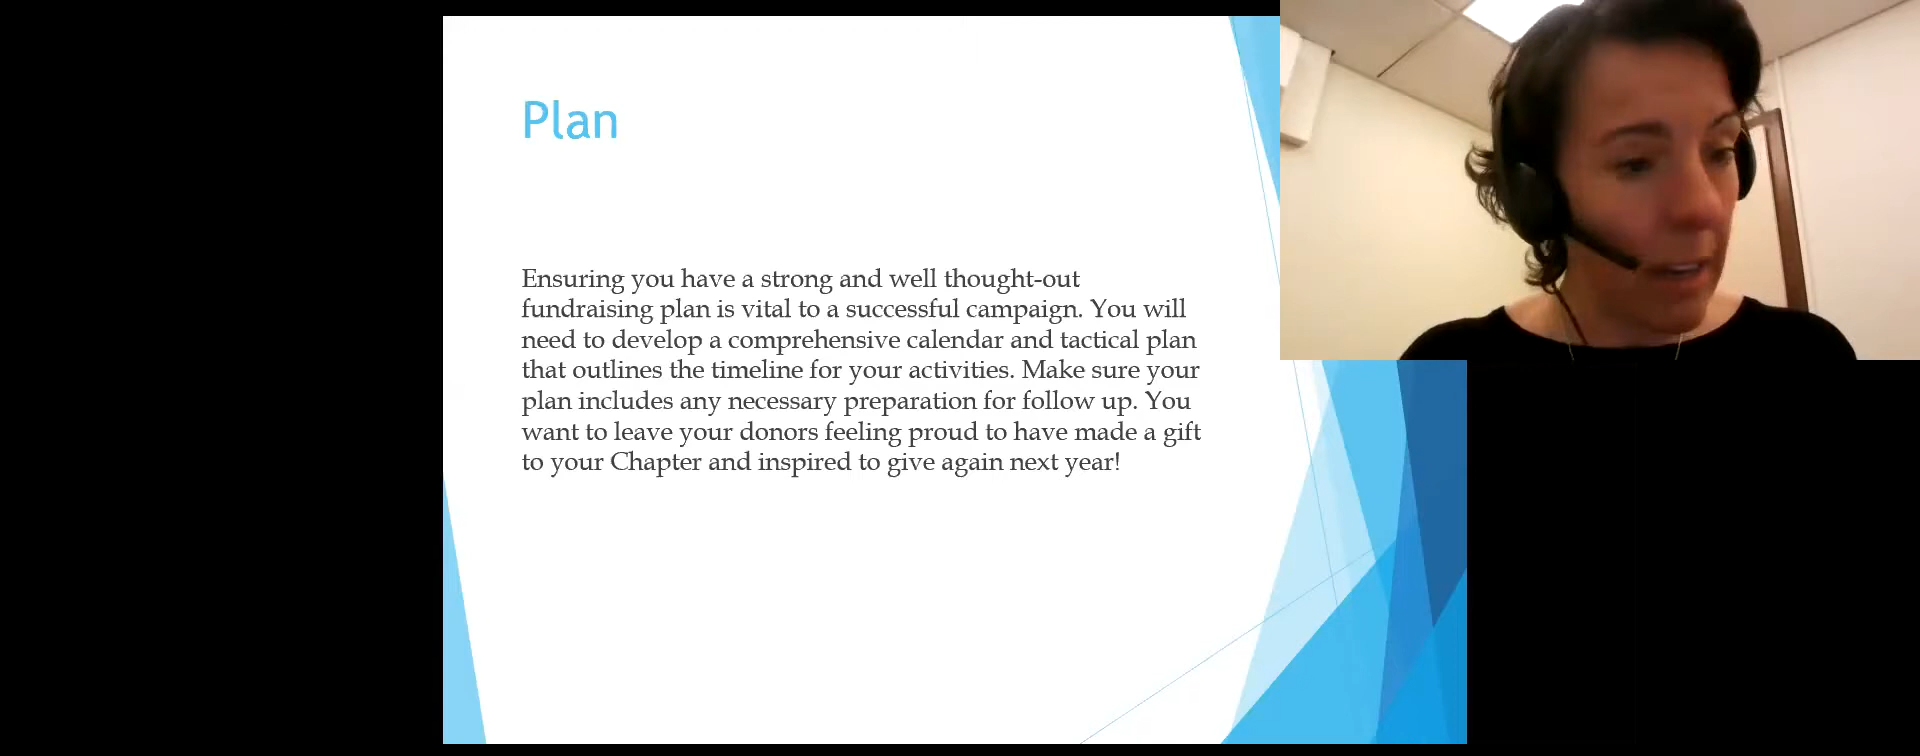 Plan
Ensuring you have a strong and well thought-out
fundraising plan is vital to a successful campaign. You will
need to develop a comprehensive calendar and tactical plan
that outlines the timeline for your activities. Make sure your
plan includes any necessary preparation for follow up. You
want to leave your donors feeling proud to have made a gift
to your Chapter and inspired to give again next year!